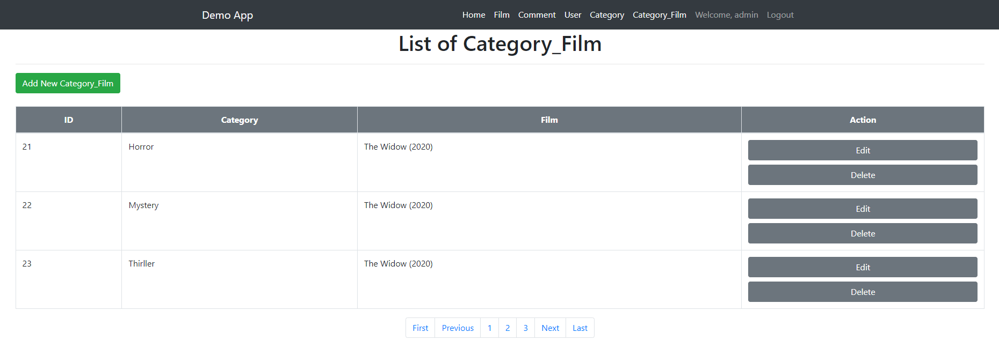 Demo App Home Film Comment User Category Category_Film Welcome, admin Logout
List of Category_Film
Add New Category_Film
ID Category Film Action
21 Horror The Widow (2020) Edit
Delete
22 Mystery The Widow (2020) Edit
Delete
23 Thirller The Widow (2020) Edit
Delete
First Previous 1 2 3 Next Last